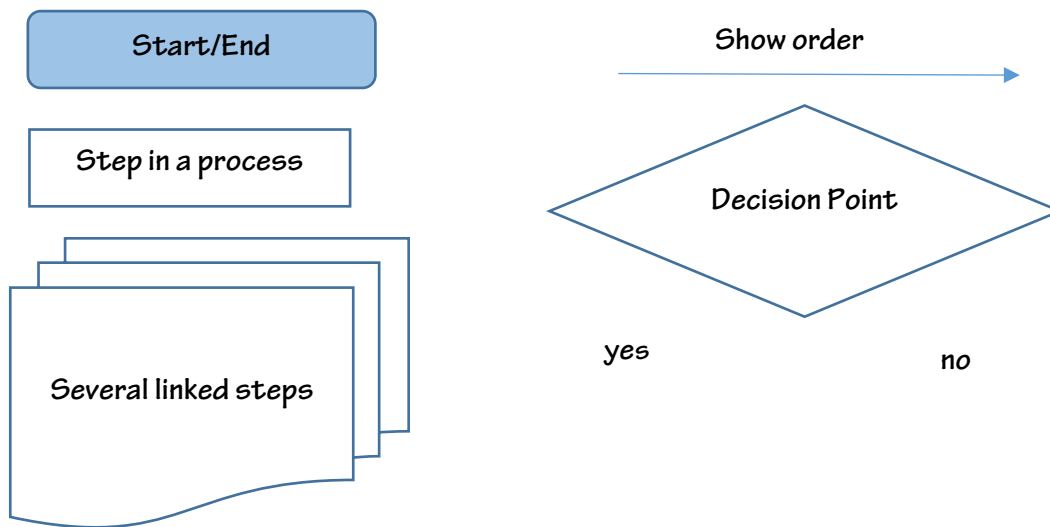 Start/End
Show order
Step in a process
Decision Point
Several linked steps
yes
no